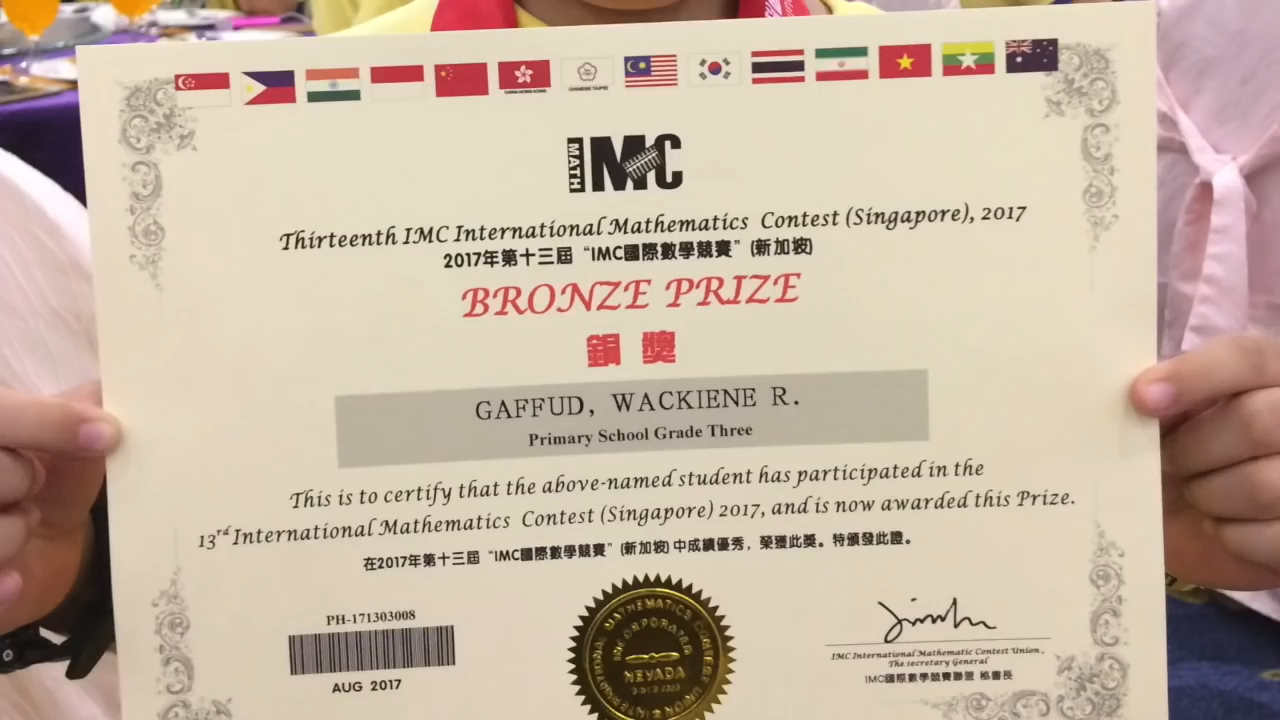 CHINA HONG KONG
CHINESE TAIPEI
MATH IMC
Thirteenth IMC International Mathematics Contest (Singapore), 2017
2017年第十三屆“IMC國際數學競賽”(新加坡)
BRONZE PRIZE
銅獎
GAFFUD, WACKIENE R.
Primary School Grade Three
This is to certify that the above-named student has participated in the
13rd International Mathematics Contest (Singapore) 2017, and is now awarded this Prize.
在2017年第十三屆“IMC國際數學競賽”(新加坡)中成績優秀，榮獲此獎。特頒發此證。
PH-171303008
AUG 2017
INTERNATIONAL MATHEMATICS CONTEST UNION
INCORPORATED
NEVADA
IMC International Mathematic Contest Union,
The secretary General
IMC國際數學競賽聯盟 秘書長